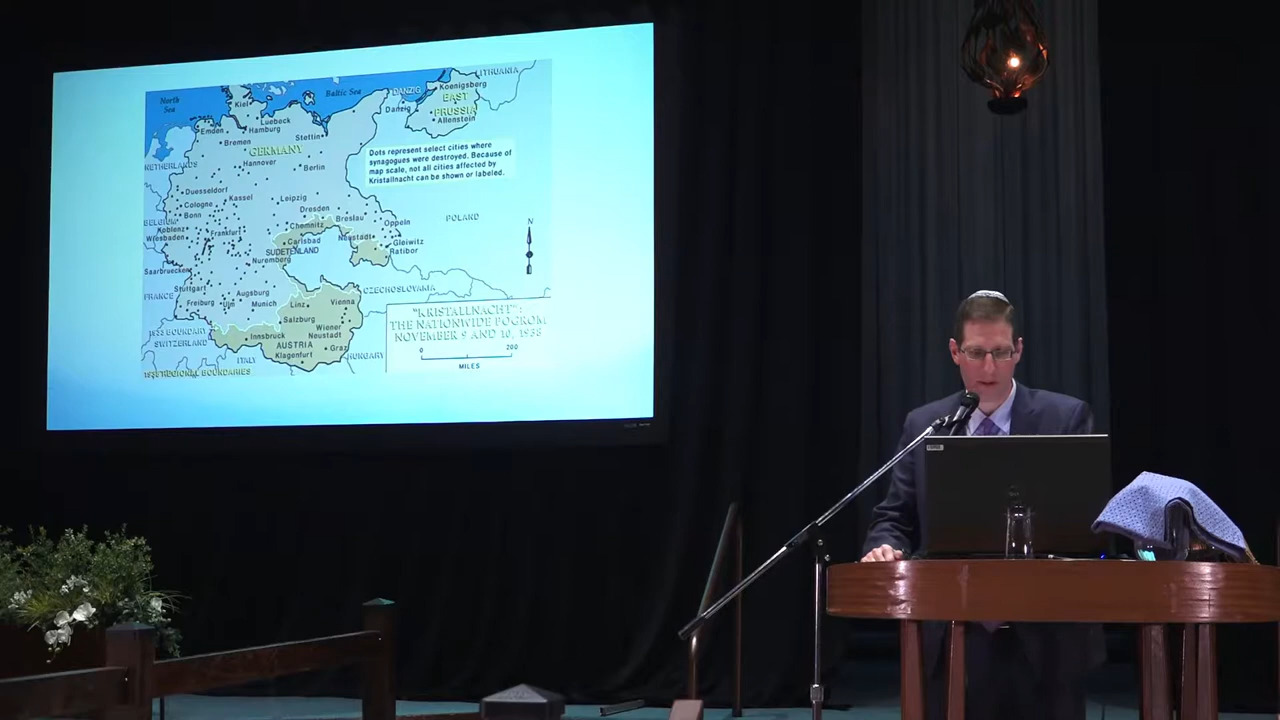 LITHUANIA
North
Sea
Baltic Sea
DANZIG
Koenigsberg
Kiel
EAST
PRUSSIA
Danzig
Allenstein
Luebeck
Hamburg
Emden
Bremen
Stettin
GERMANY
Dots represent select cities where
synagogues were destroyed. Because of
map scale, not all cities affected by
Kristallnacht can be shown or labeled.
NETHERLANDS
Hannover
Berlin
Duesseldorf
Cologne
Kassel
Leipzig
Bonn
Dresden
Breslau
BELGIUM
Koblenz
Wiesbaden
Frankfurt
Chemnitz
Oppeln
POLAND
N
Carlsbad
Neustadt
Gleiwitz
Ratibor
SUDETENLAND
Nuremberg
Saarbruecken
Stuttgart
CZECHOSLOVAKIA
FRANCE
Augsburg
Freiburg
Ulm
Munich
Linz
Vienna
"KRISTALLNACHT":
THE NATIONWIDE POGROM
NOVEMBER 9 AND 10, 1938
Salzburg
Wiener
Neustadt
1933 BOUNDARY
SWITZERLAND
Innsbruck
AUSTRIA
Graz
Klagenfurt
ITALY
HUNGARY
0
200
MILES
1938 REGIONAL BOUNDARIES